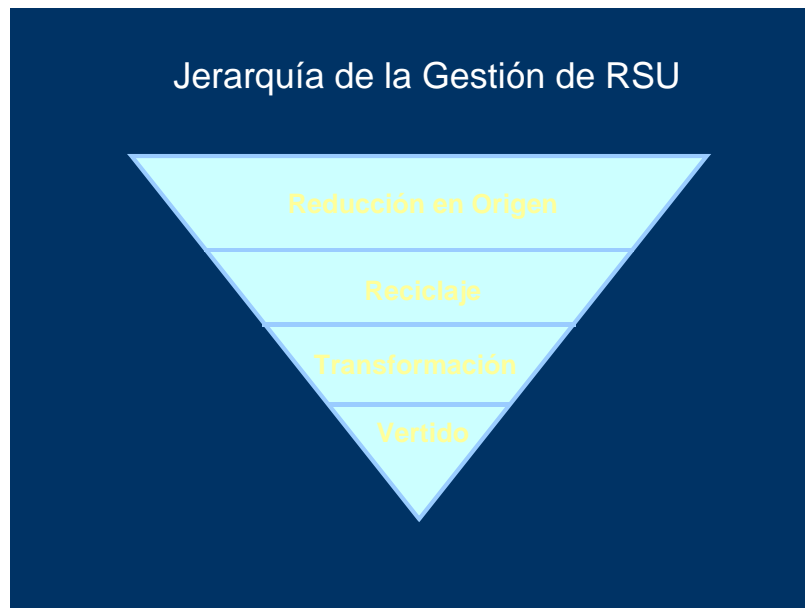 Jerarquía de la Gestión de RSU
Reducción en Origen
Reciclaje
Transformación
Vertido